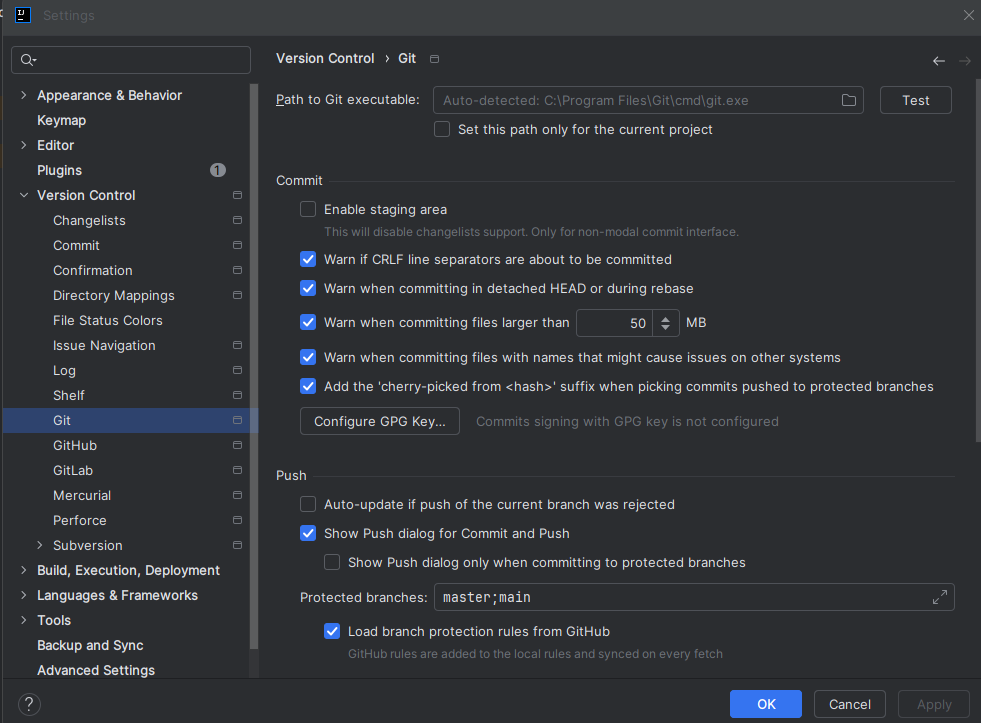 Settings
Version Control › Git
Path to Git executable:
Auto-detected: C:\Program Files\Git\cmd\git.exe
Test
Set this path only for the current project
Appearance & Behavior
Keymap
Editor
Plugins
1
Version Control
Changelists
Commit
Confirmation
Directory Mappings
File Status Colors
Issue Navigation
Log
Shelf
Git
GitHub
GitLab
Mercurial
Perforce
Subversion
Build, Execution, Deployment
Languages & Frameworks
Tools
Backup and Sync
Advanced Settings
Commit
Enable staging area
This will disable changelists support. Only for non-modal commit interface.
Warn if CRLF line separators are about to be committed
Warn when committing in detached HEAD or during rebase
Warn when committing files larger than 50 MB
Warn when committing files with names that might cause issues on other systems
Add the 'cherry-picked from <hash>' suffix when picking commits pushed to protected branches
Configure GPG Key... Commits signing with GPG key is not configured
Push
Auto-update if push of the current branch was rejected
Show Push dialog for Commit and Push
Show Push dialog only when committing to protected branches
Protected branches: master;main
Load branch protection rules from GitHub
GitHub rules are added to the local rules and synced on every fetch
?
OK
Cancel
Apply